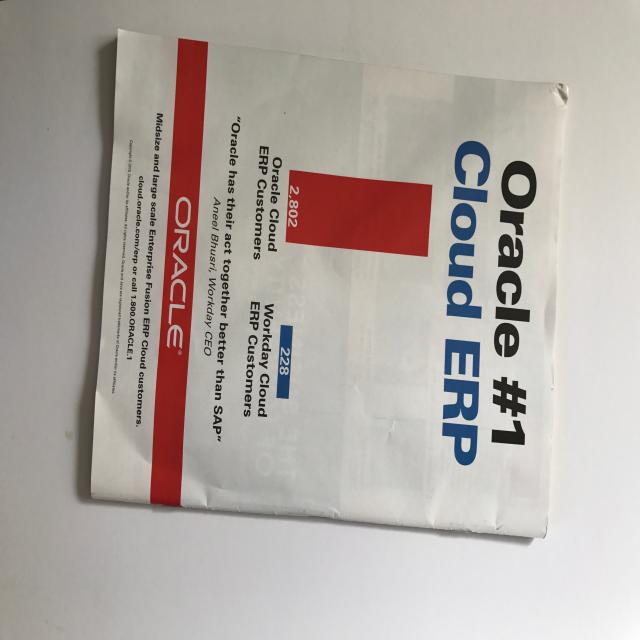 Oracle #1
Cloud ERP
2,802
Oracle Cloud
ERP Customers
228
Workday Cloud
ERP Customers
“Oracle has their act together better than SAP”
Aneel Bhusri, Workday CEO
ORACLE®
Midsize and large scale Enterprise Fusion ERP Cloud customers.
cloud.oracle.com/erp or call 1.800.ORACLE.1